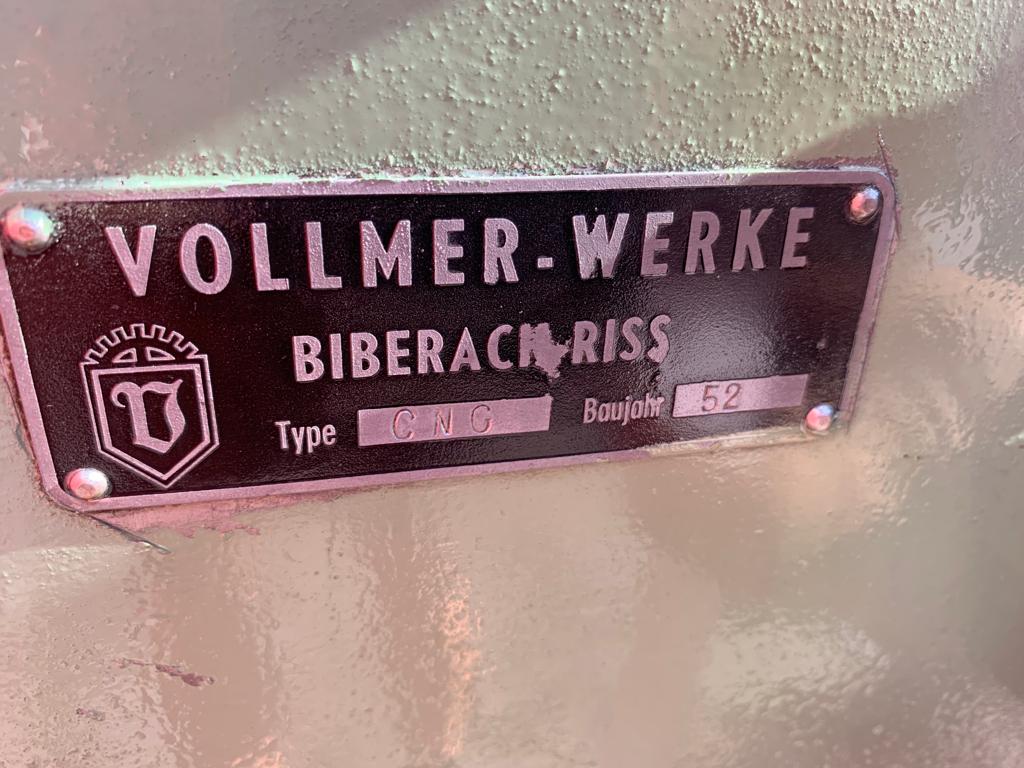 VOLLMER-WERKE
BIBERACH-RISS
Type CNG Baujahr 52
V